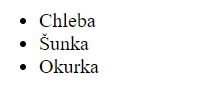 • Chleba
• Šunka
• Okurka